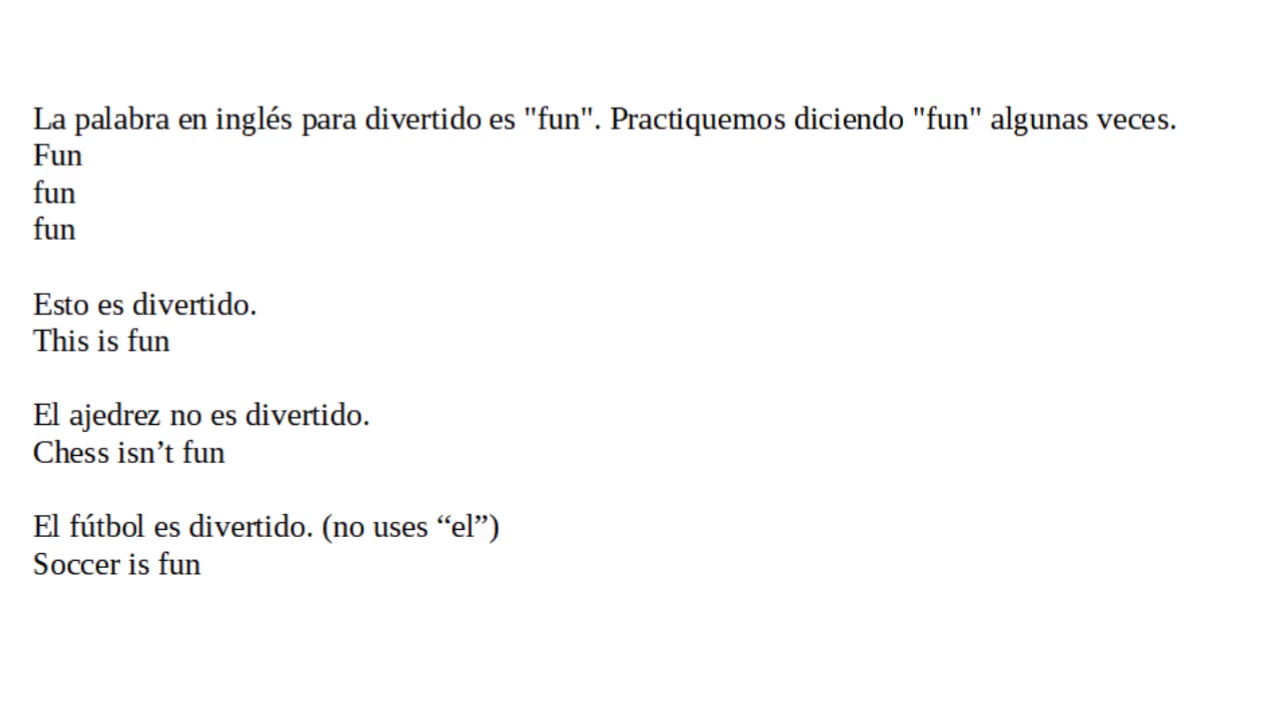 La palabra en inglés para divertido es "fun". Practiquemos diciendo "fun" algunas veces.
Fun
fun
fun
Esto es divertido.
This is fun
El ajedrez no es divertido.
Chess isn’t fun
El fútbol es divertido. (no uses “el”)
Soccer is fun